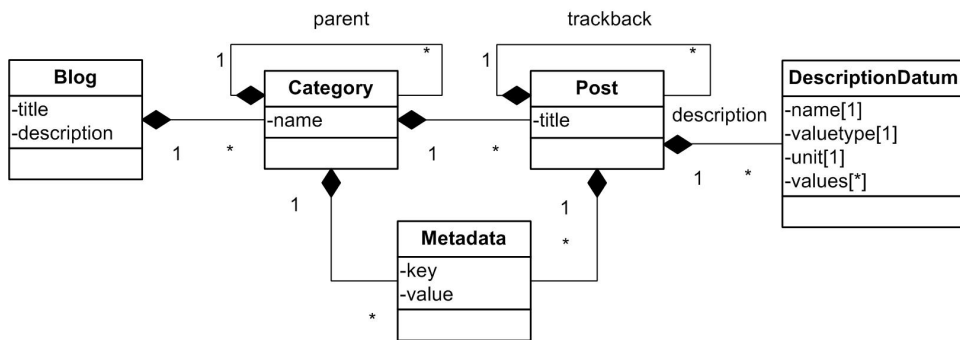 parent
trackback
1
*
1
*
Blog
-title
-description
1
*
Category
-name
1
*
Post
-title
description
1
*
DescriptionDatum
-name[1]
-valuetype[1]
-unit[1]
-values[*]
1
*
Metadata
-key
-value
1
*